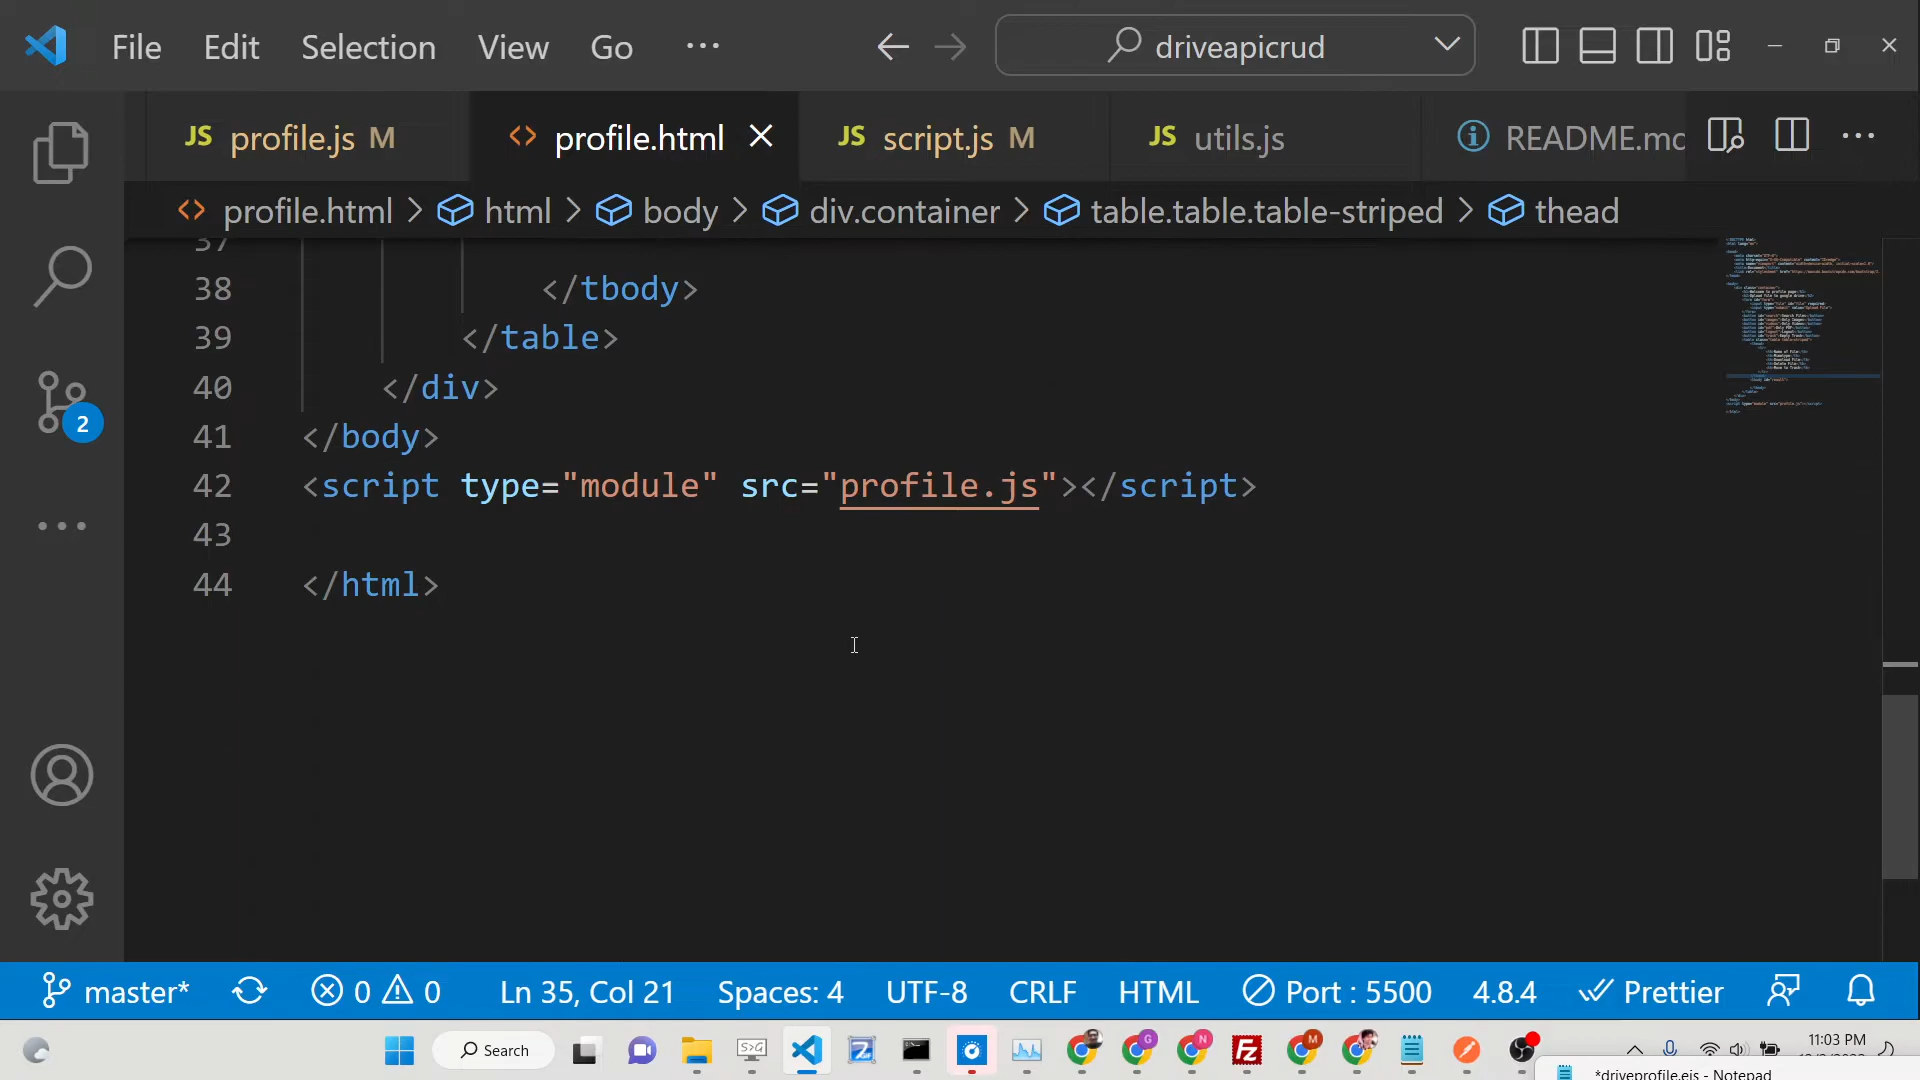 File Edit Selection View Go ··· driveapicrud
JS profile.js M <> profile.html JS script.js M JS utils.js README.mc
<> profile.html > html > body > div.container > table.table.table-striped > thead
37
38 </tbody>
39 </table>
40 </div>
41 </body>
42 <script type="module" src="profile.js"></script>
43
44 </html>
2
master* 0 0 Ln 35, Col 21 Spaces: 4 UTF-8 CRLF HTML Port : 5500 4.8.4 Prettier
Search 11:03 PM
*driveprofile.ejs - Notepad